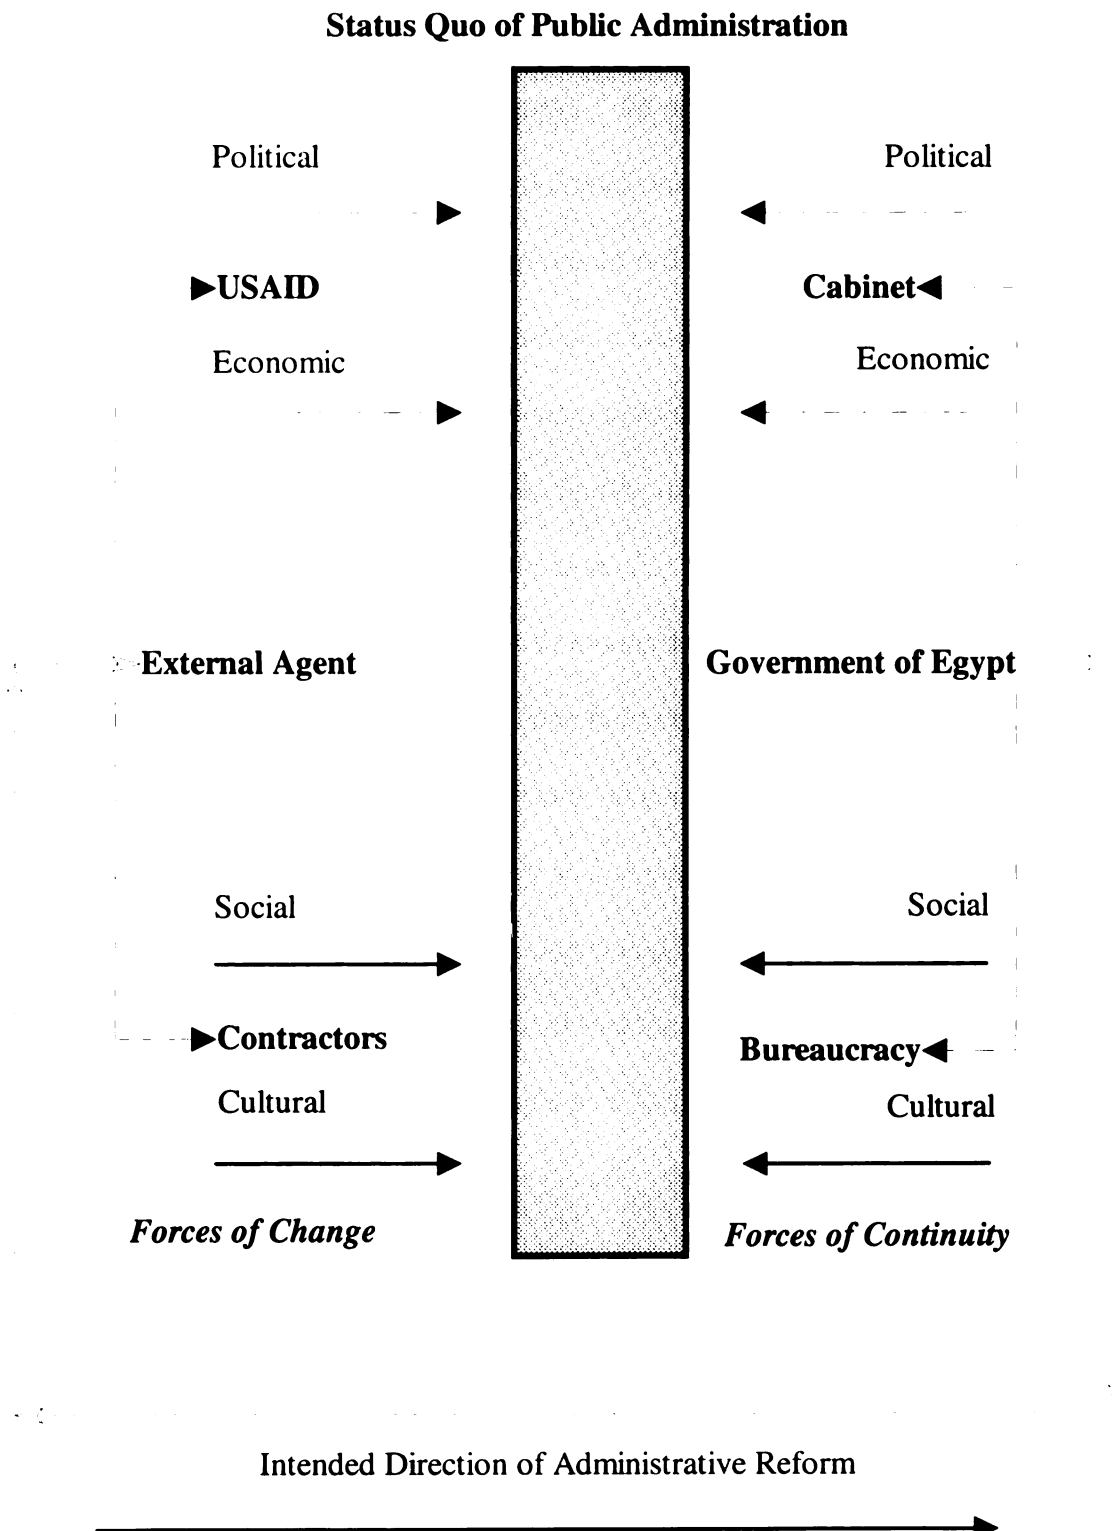 Status Quo of Public Administration
Political
Political
USAID
Cabinet
Economic
Economic
External Agent
Government of Egypt
Social
Social
Contractors
Bureaucracy
Cultural
Cultural
Forces of Change
Forces of Continuity
Intended Direction of Administrative Reform